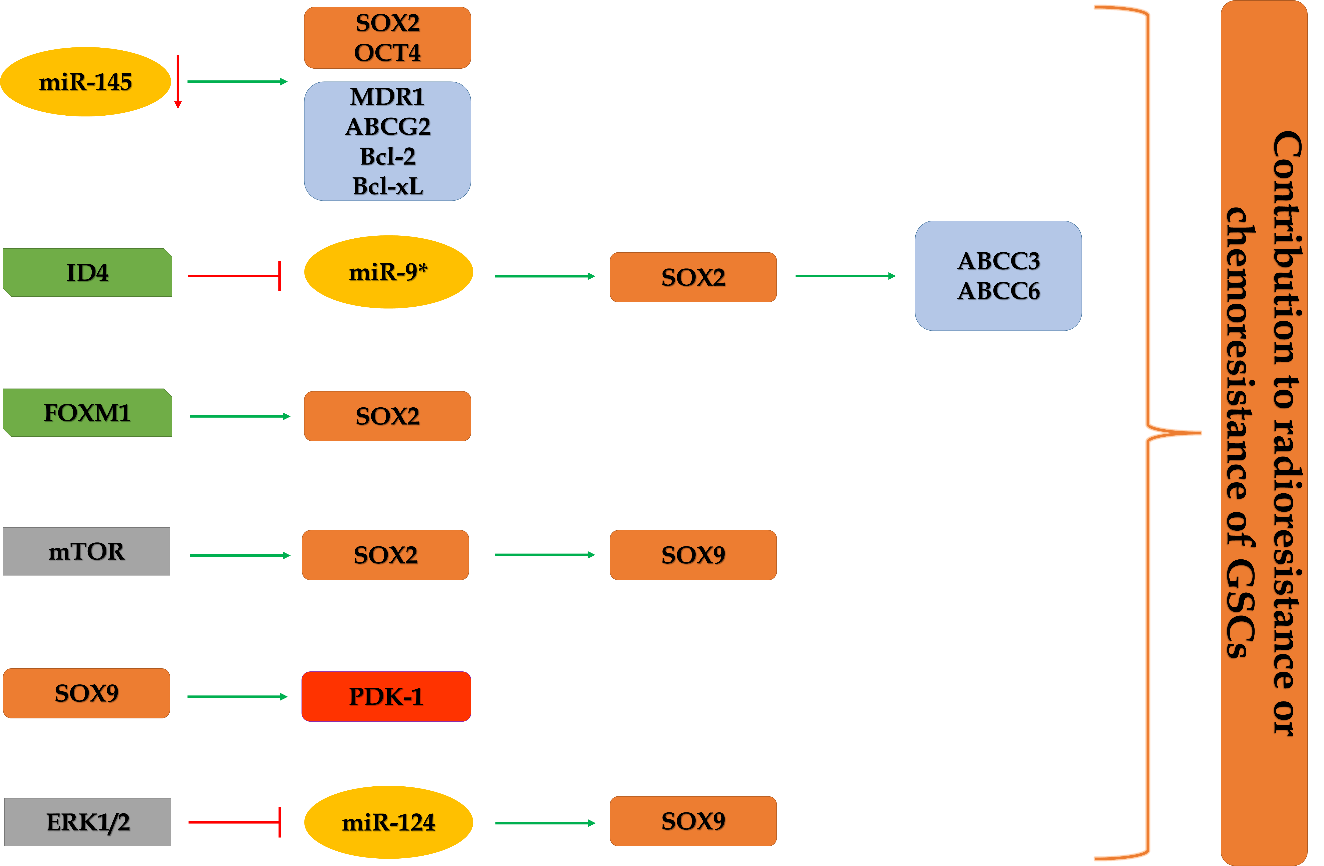 SOX2
OCT4
miR-145
MDR1
ABCG2
Bcl-2
Bcl-xL
ID4
miR-9*
SOX2
ABCC3
ABCC6
FOXM1
SOX2
mTOR
SOX2
SOX9
SOX9
PDK-1
ERK1/2
miR-124
SOX9
Contribution to radioresistance or
chemoresistance of GSCs